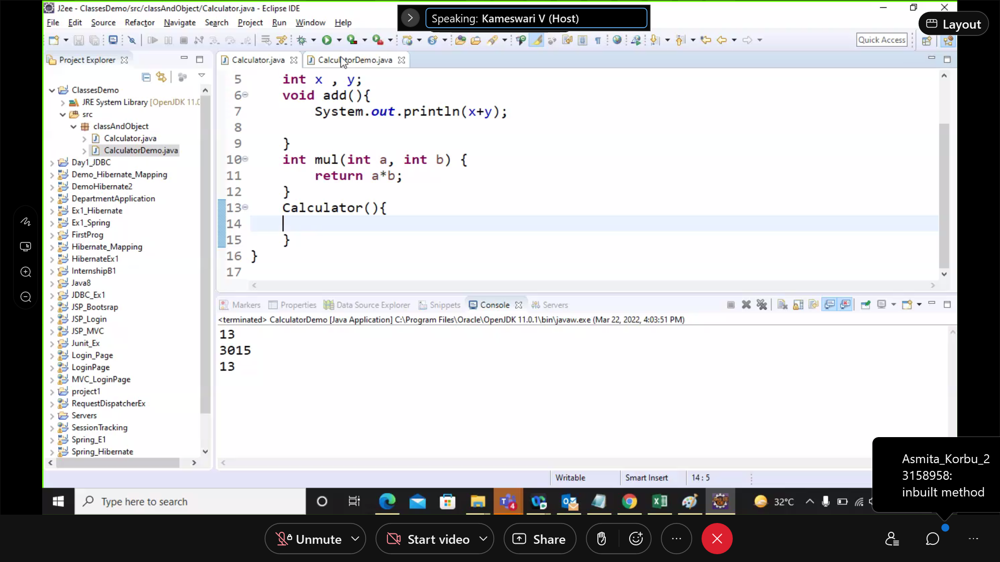 J2ee - ClassesDemo/src/classAndObject/Calculator.java - Eclipse IDE
Speaking: Kameswari V (Host)
Layout
File Edit Source Refactor Navigate Search Project Run Window Help
Quick Access
Project Explorer
Calculator.java
CalculatorDemo.java
ClassesDemo
JRE System Library [OpenJDK 11.0
src
classAndObject
Calculator.java
CalculatorDemo.java
Day1_JDBC
Demo_Hibernate_Mapping
DemoHibernate2
DepartmentApplication
Ex1_Hibernate
Ex1_Spring
FirstProg
Hibernate_Mapping
HibernateEx1
InternshipB1
Java8
JDBC_Ex1
JSP_Bootsrap
JSP_Login
JSP_MVC
Junit_Ex
Login_Page
LoginPage
MVC_LoginPage
project1
RequestDispatcherEx
Servers
SessionTracking
Spring_E1
Spring_Hibernate
5 int x , y;
6 void add(){
7 System.out.println(x+y);
8
9 }
10 int mul(int a, int b) {
11 return a*b;
12 }
13 Calculator(){
14
15 }
16 }
17
Markers Properties Data Source Explorer Snippets Console Servers
<terminated> CalculatorDemo [Java Application] C:\Program Files\Oracle\OpenJDK 11.0.1\bin\javaw.exe (Mar 22, 2022, 4:03:51 PM)
13
3015
13
Writable Smart Insert 14 : 5
Asmita_Korbu_2
3158958:
inbuilt method
Type here to search
4
32°C
Unmute
Start video
Share